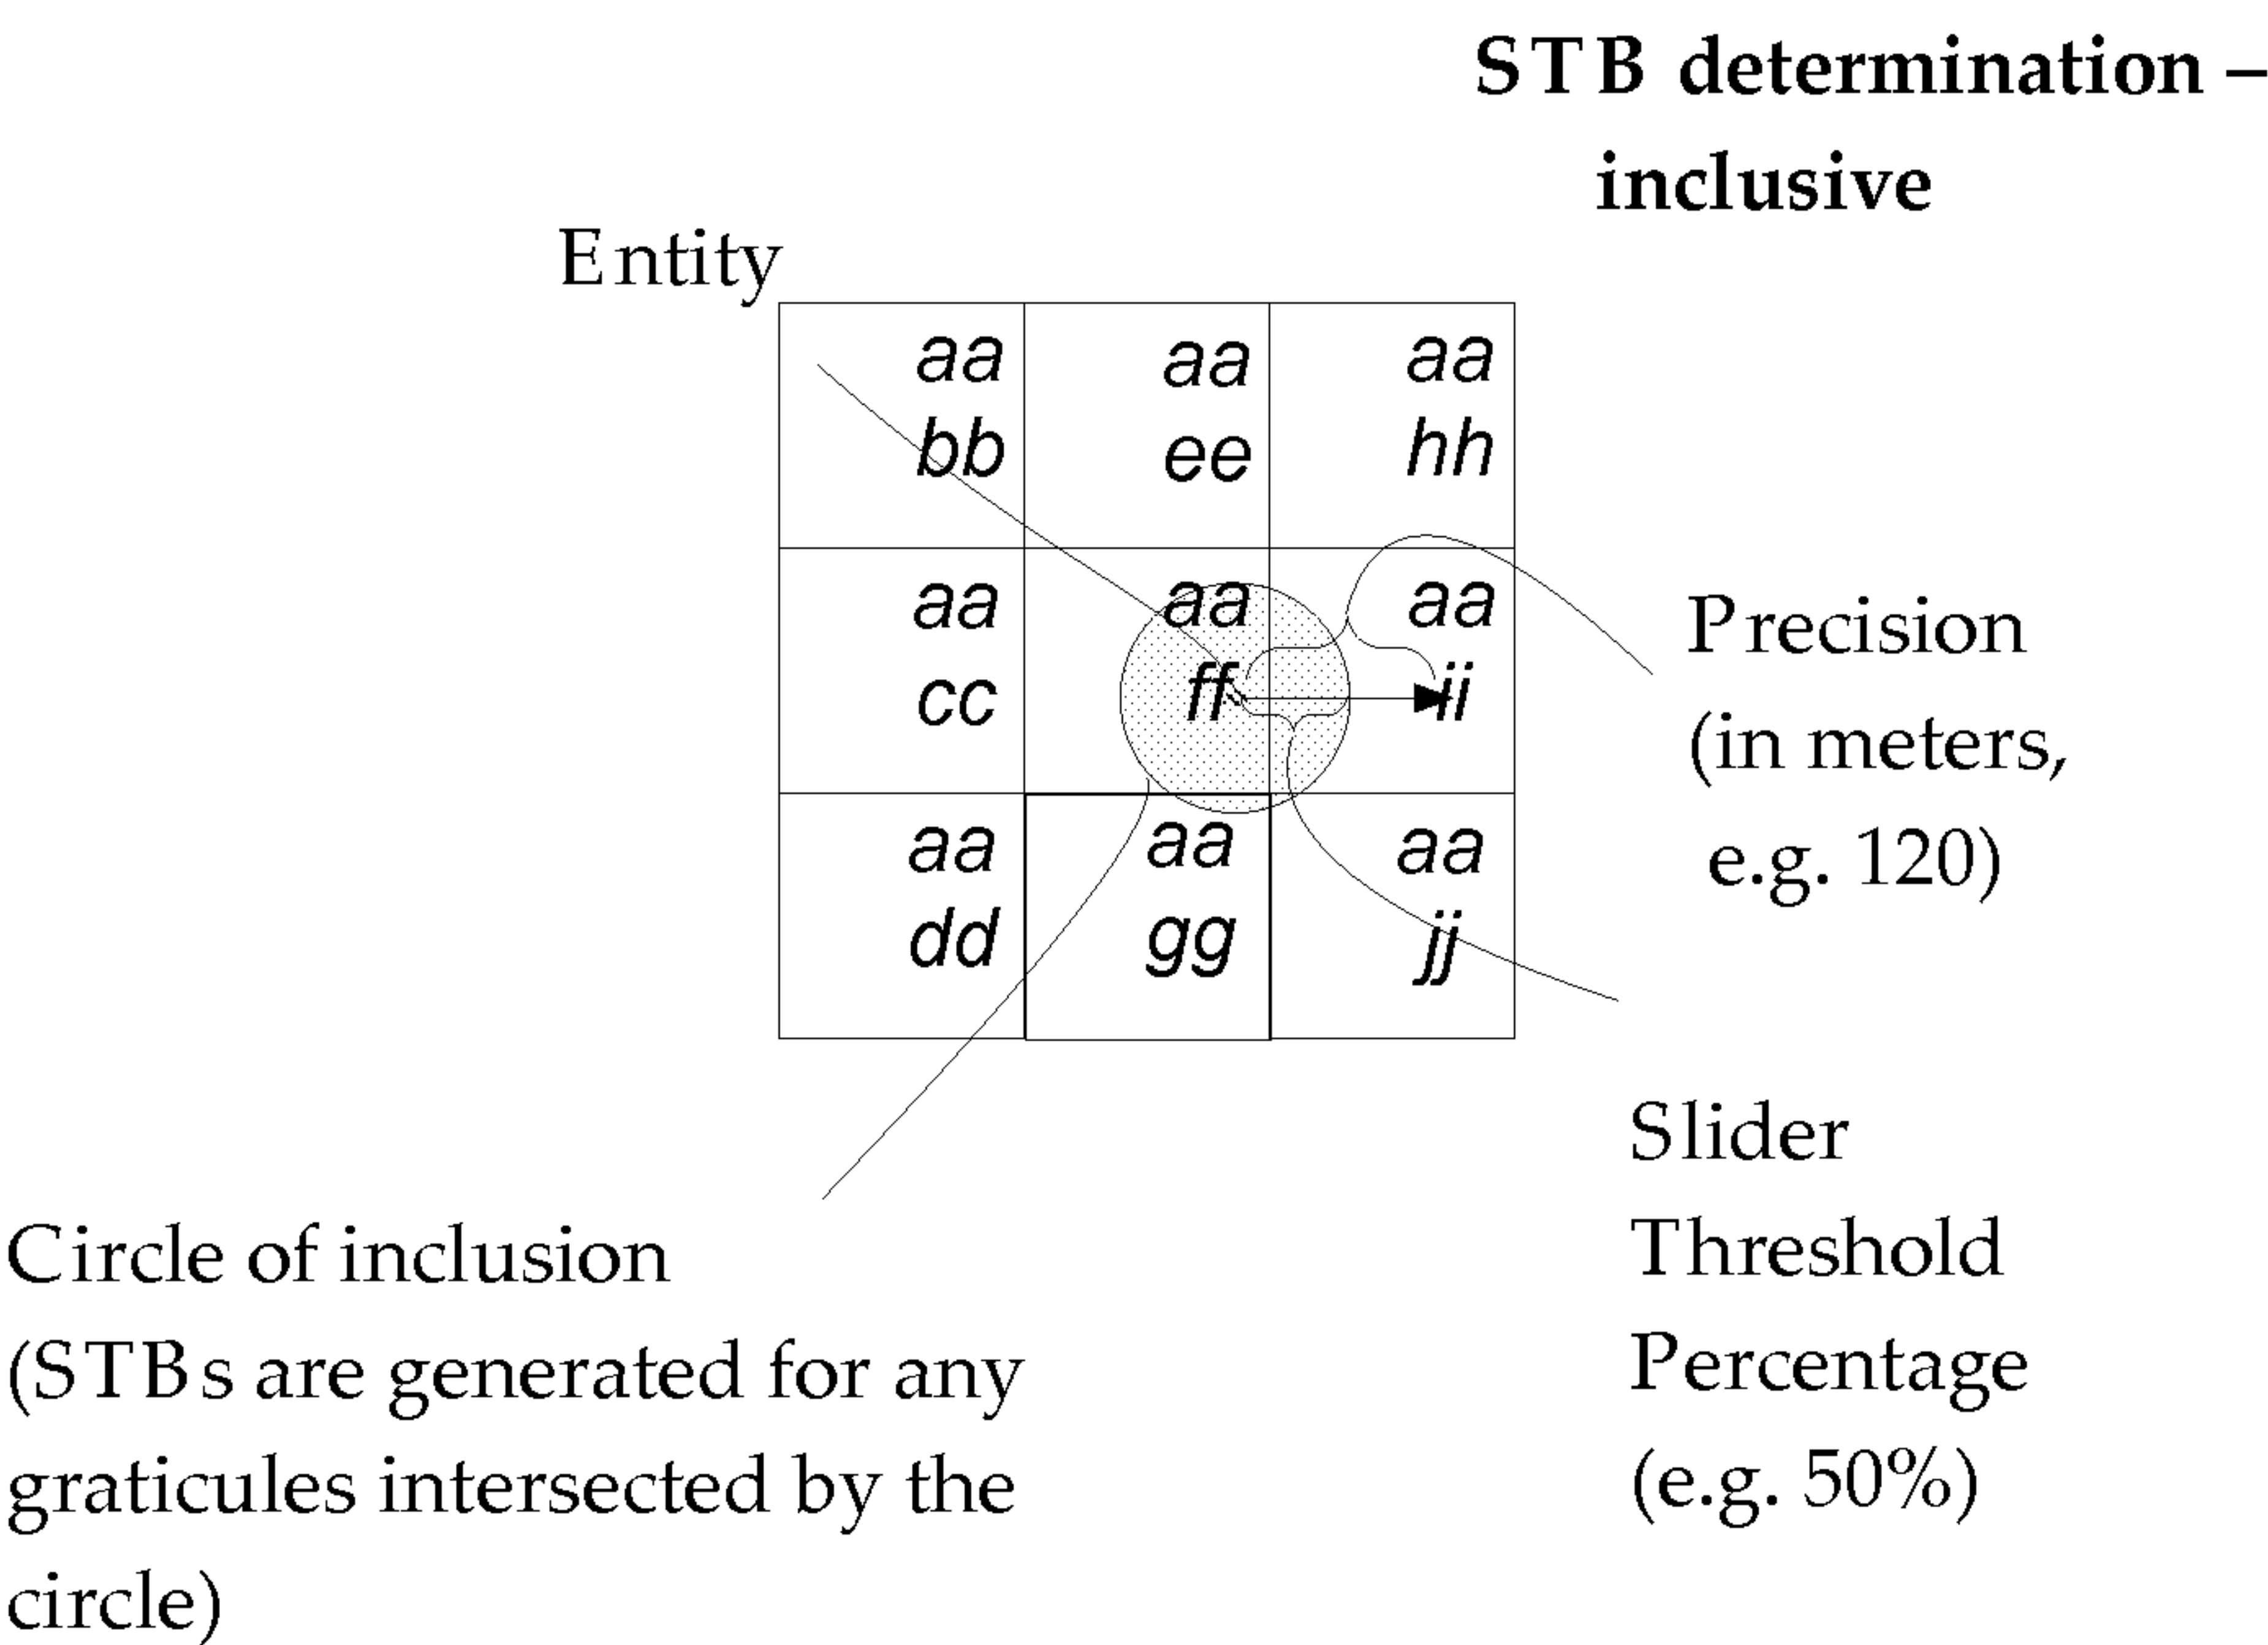 STB determination –
inclusive
Entity
aa aa aa
bb ee hh
aa aa aa
cc ff ii
aa aa aa
dd gg jj
Precision
(in meters,
e.g. 120)
Slider
Threshold
Percentage
(e.g. 50%)
Circle of inclusion
(STBs are generated for any
graticules intersected by the
circle)